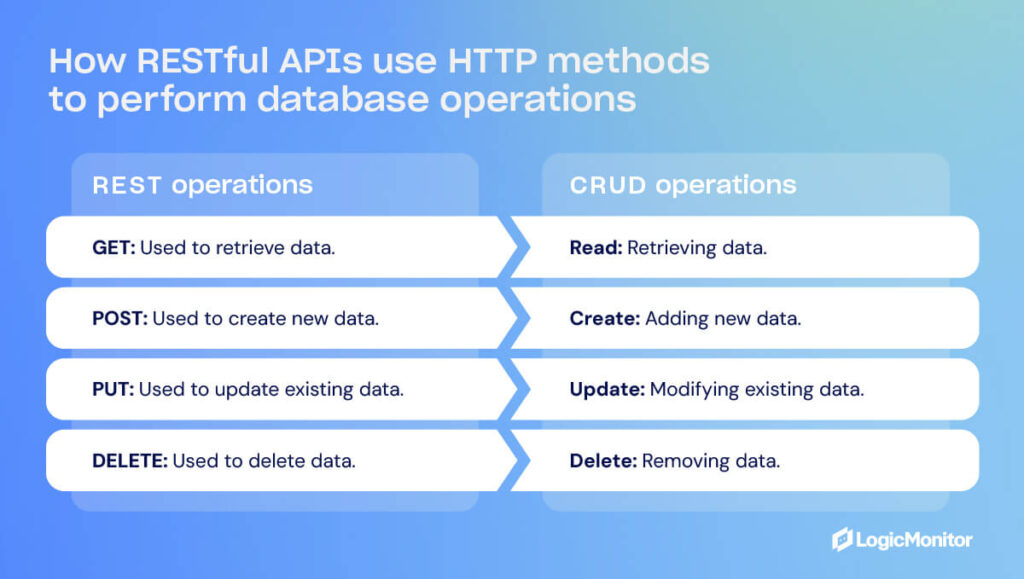 How RESTful APIs use HTTP methods
to perform database operations
REST operations
CRUD operations
GET: Used to retrieve data.
Read: Retrieving data.
POST: Used to create new data.
Create: Adding new data.
PUT: Used to update existing data.
Update: Modifying existing data.
DELETE: Used to delete data.
Delete: Removing data.
LogicMonitor